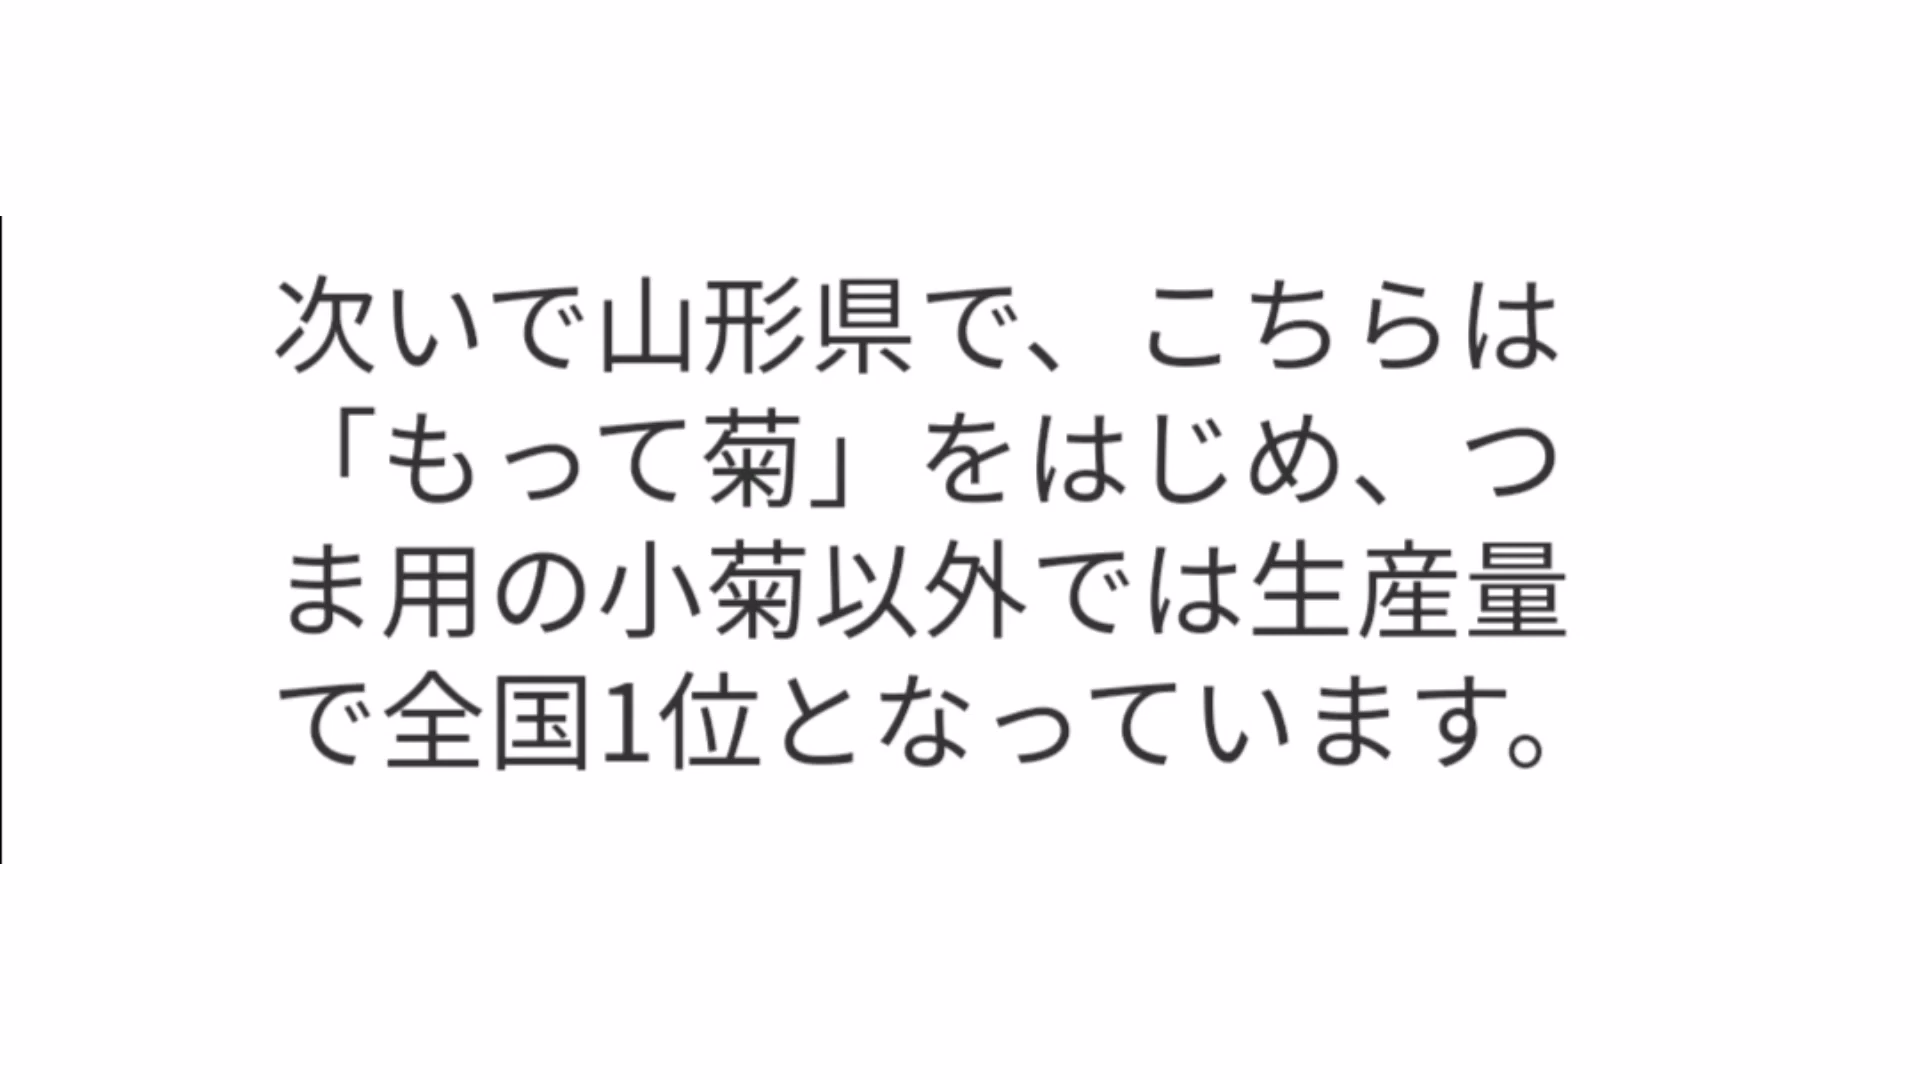 次いで山形県で、こちらは
「もって菊」をはじめ、つ
ま用の小菊以外では生産量
で全国1位となっています。